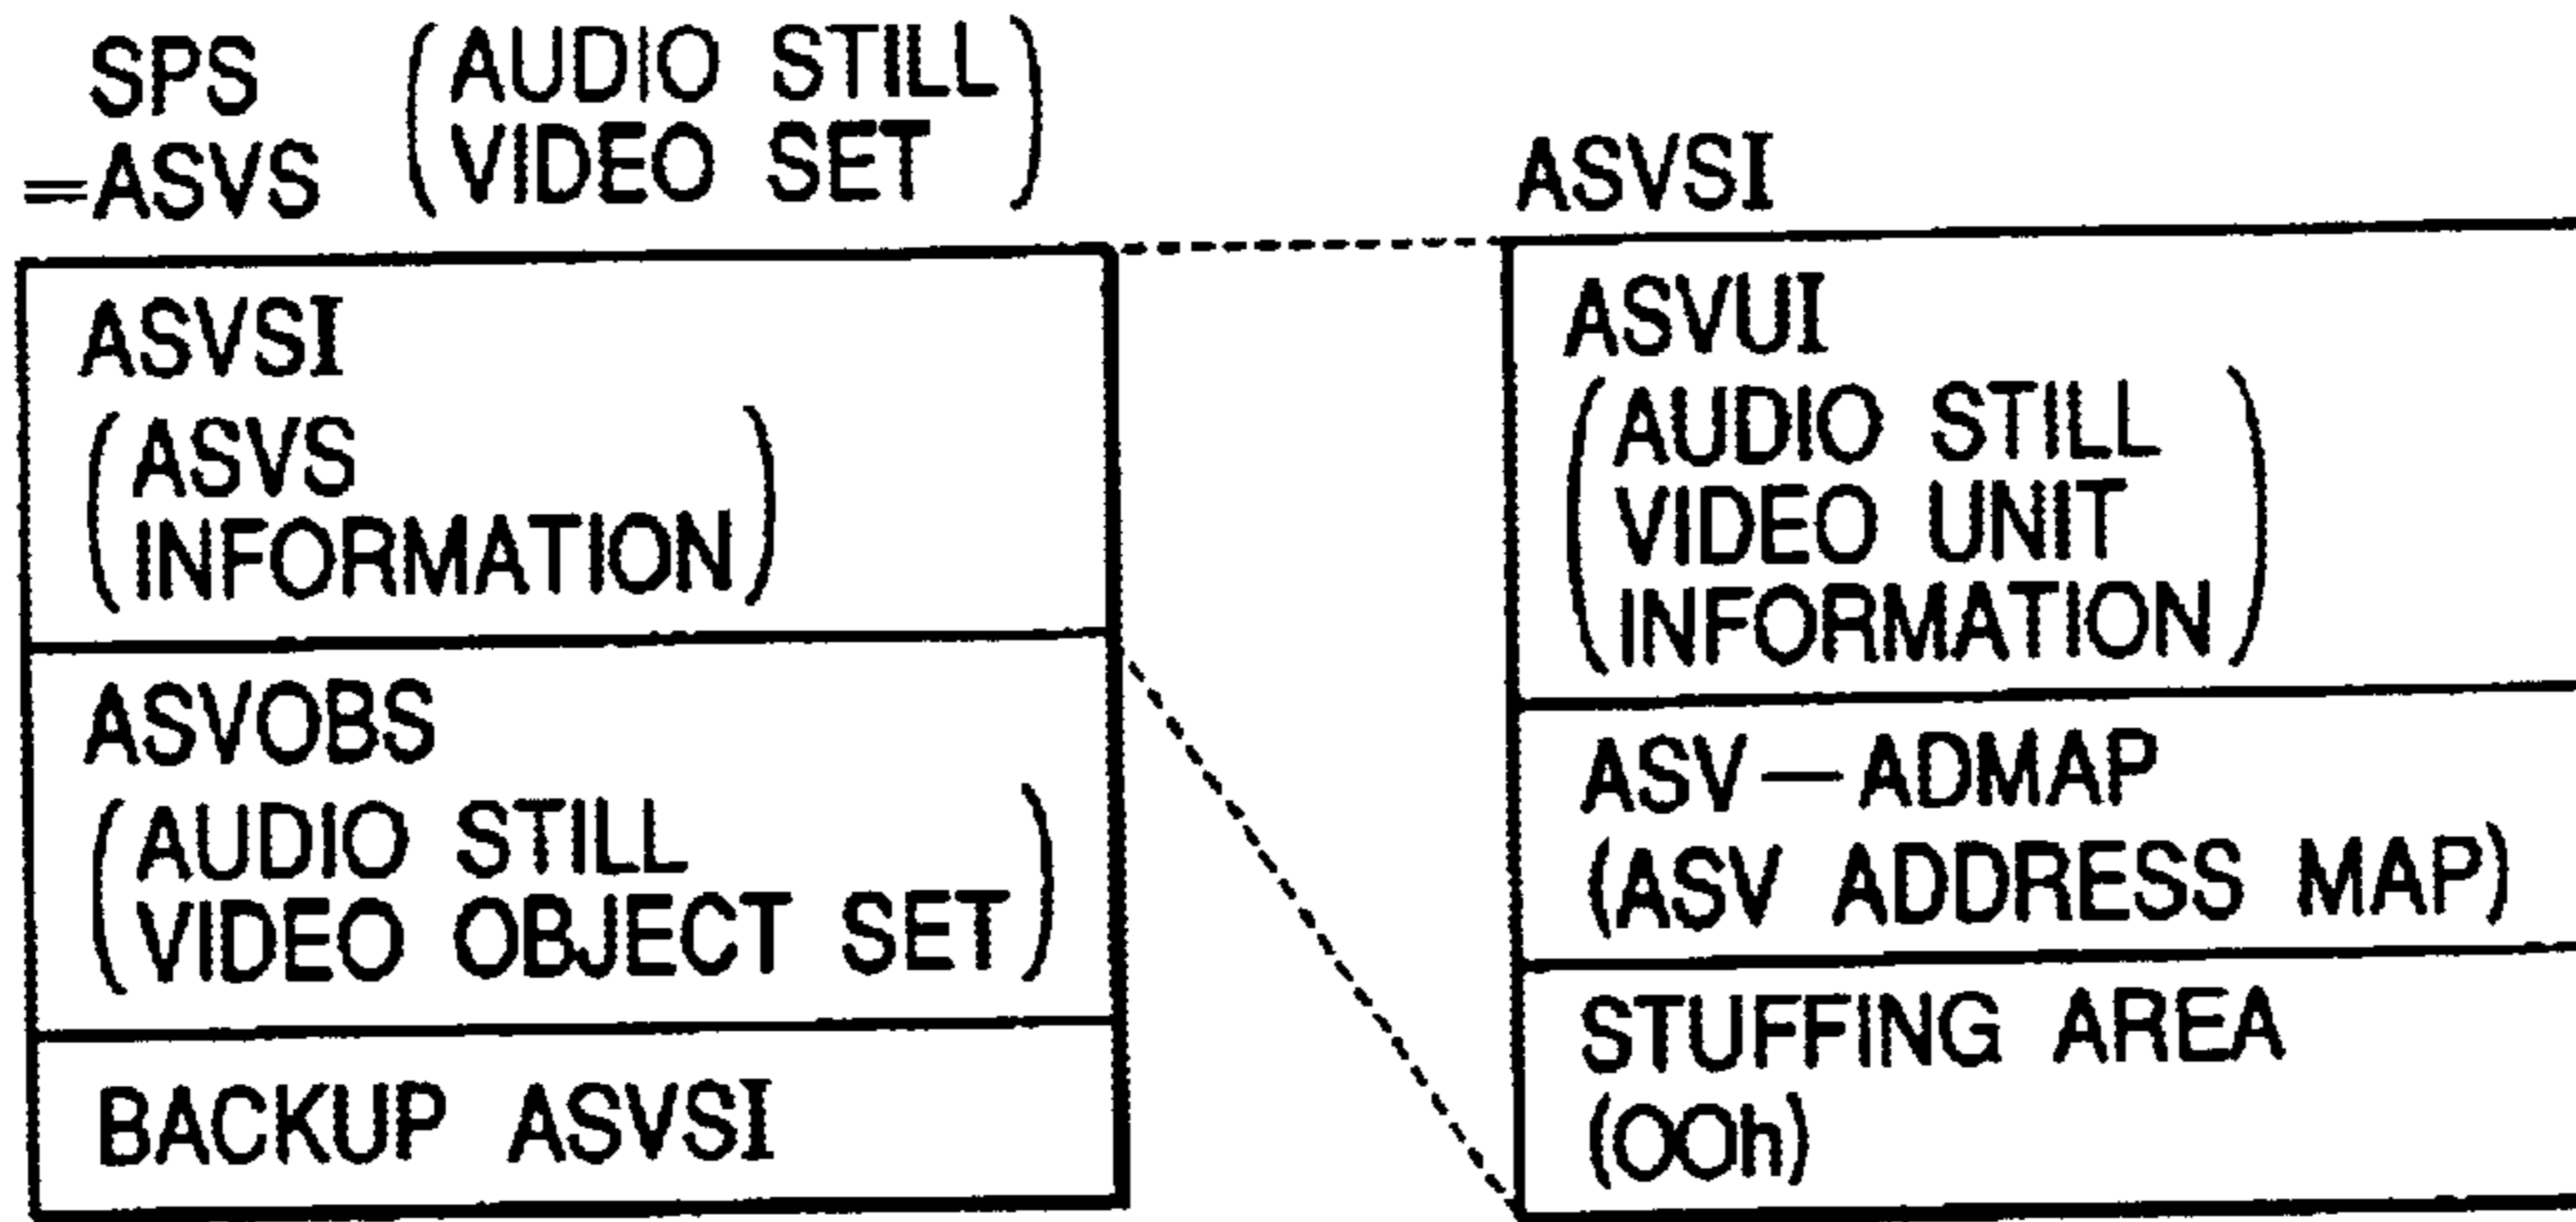 SPS
=ASVS
(AUDIO STILL
VIDEO SET)
ASVSI
(ASVS
INFORMATION)
ASVOBS
(AUDIO STILL
VIDEO OBJECT SET)
BACKUP ASVSI
ASVSI
ASVUI
(AUDIO STILL
VIDEO UNIT
INFORMATION)
ASV—ADMAP
(ASV ADDRESS MAP)
STUFFING AREA
(OOh)